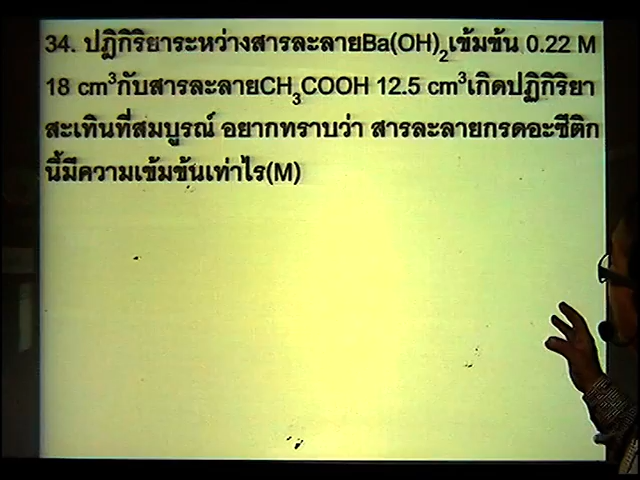 34. ปฏิกิริยาระหว่างสารละลายBa(OH)₂เข้มข้น 0.22 M
18 cm³กับสารละลายCH₃COOH 12.5 cm³เกิดปฏิกิริยา
สะเทินที่สมบูรณ์ อยากทราบว่า สารละลายกรดอะซีติก
นี้มีความเข้มข้นเท่าไร(M)